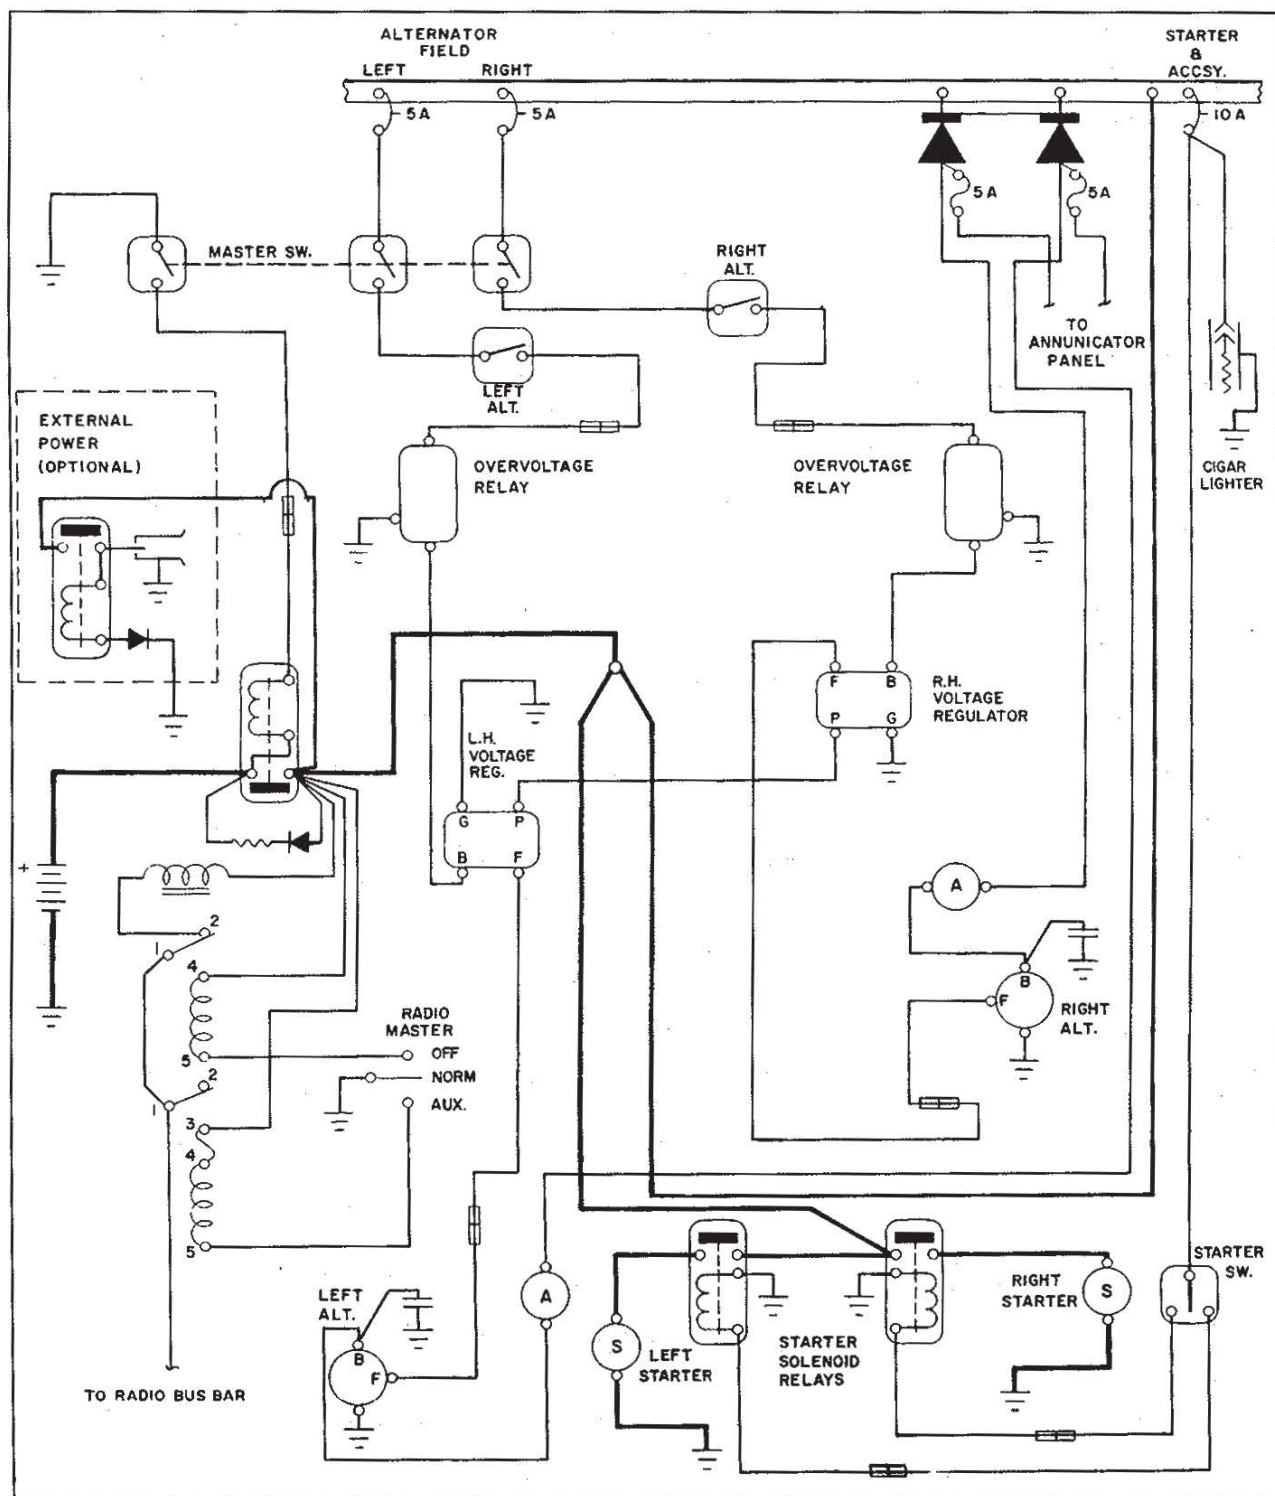 ALTERNATOR
FIELD
LEFT RIGHT
STARTER
&
ACCSY.
5A
5A
10A
5A
5A
MASTER SW.
RIGHT
ALT.
LEFT
ALT.
TO
ANNUNICATOR
PANEL
EXTERNAL
POWER
(OPTIONAL)
OVERVOLTAGE
RELAY
OVERVOLTAGE
RELAY
CIGAR
LIGHTER
F B
P G
R.H.
VOLTAGE
REGULATOR
L.H.
VOLTAGE
REG.
G P
B F
+
A
B
F
RIGHT
ALT.
2
1
4
5
2
1
3
4
5
RADIO
MASTER
OFF
NORM
AUX.
TO RADIO BUS BAR
LEFT
ALT.
B
F
A
S
LEFT
STARTER
STARTER
SOLENOID
RELAYS
RIGHT
STARTER
S
STARTER
SW.